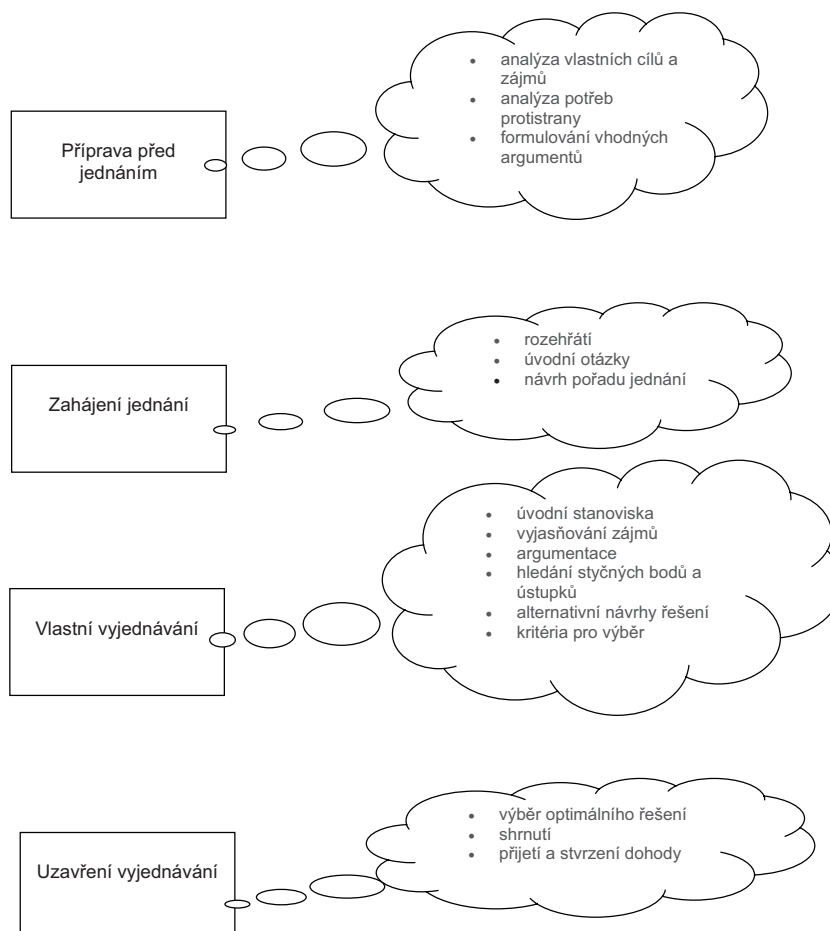 Příprava před
jednáním
• analýza vlastních cílů a
zájmů
• analýza potřeb
protistrany
• formulování vhodných
argumentů
Zahájení jednání
• rozehřátí
• úvodní otázky
• návrh pořadu jednání
Vlastní vyjednávání
• úvodní stanoviska
• vyjasňování zájmů
• argumentace
• hledání styčných bodů a
ústupků
• alternativní návrhy řešení
• kritéria pro výběr
Uzavření vyjednávání
• výběr optimálního řešení
• shrnutí
• přijetí a stvrzení dohody